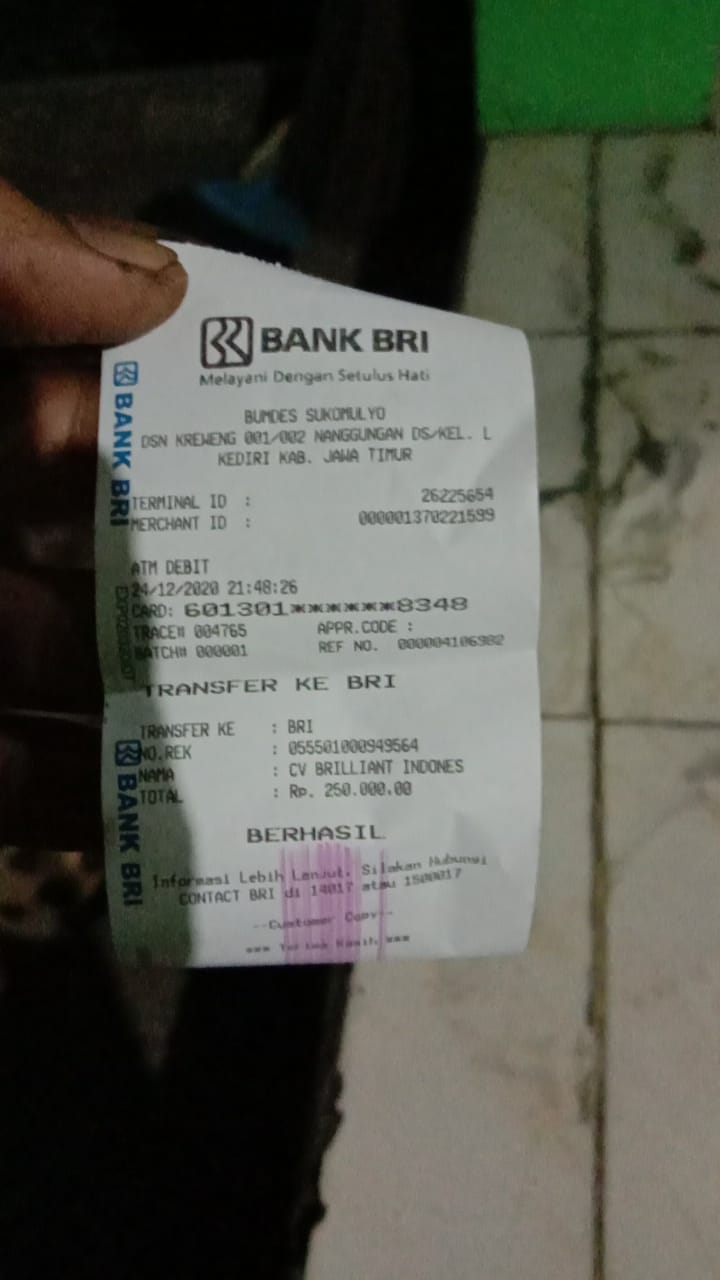 BANK BRI
Melayani Dengan Setulus Hati
BUMDES SUKOMULYO
DSN KREWENG 001/002 NANGGUNGAN DS/KEL. L
KEDIRI KAB. JAWA TIMUR
TERMINAL ID : 26225654
MERCHANT ID : 000001370221599
ATM DEBIT
24/12/2020 21:48:26
CARD: 601301******8348
TRACE# 004765 APPR.CODE :
BATCH# 000001 REF NO. 000004106982
TRANSFER KE BRI
TRANSFER KE : BRI
NO.REK : 055501000949564
NAMA : CV BRILLIANT INDONES
TOTAL : Rp. 250.000.00
BERHASIL
Informasi Lebih Lanjut. Silakan Hubungi
CONTACT BRI di 14017 atau 1500017
--Customer Copy--
*** Terima Kasih ***
BANK BRI
BANK BRI